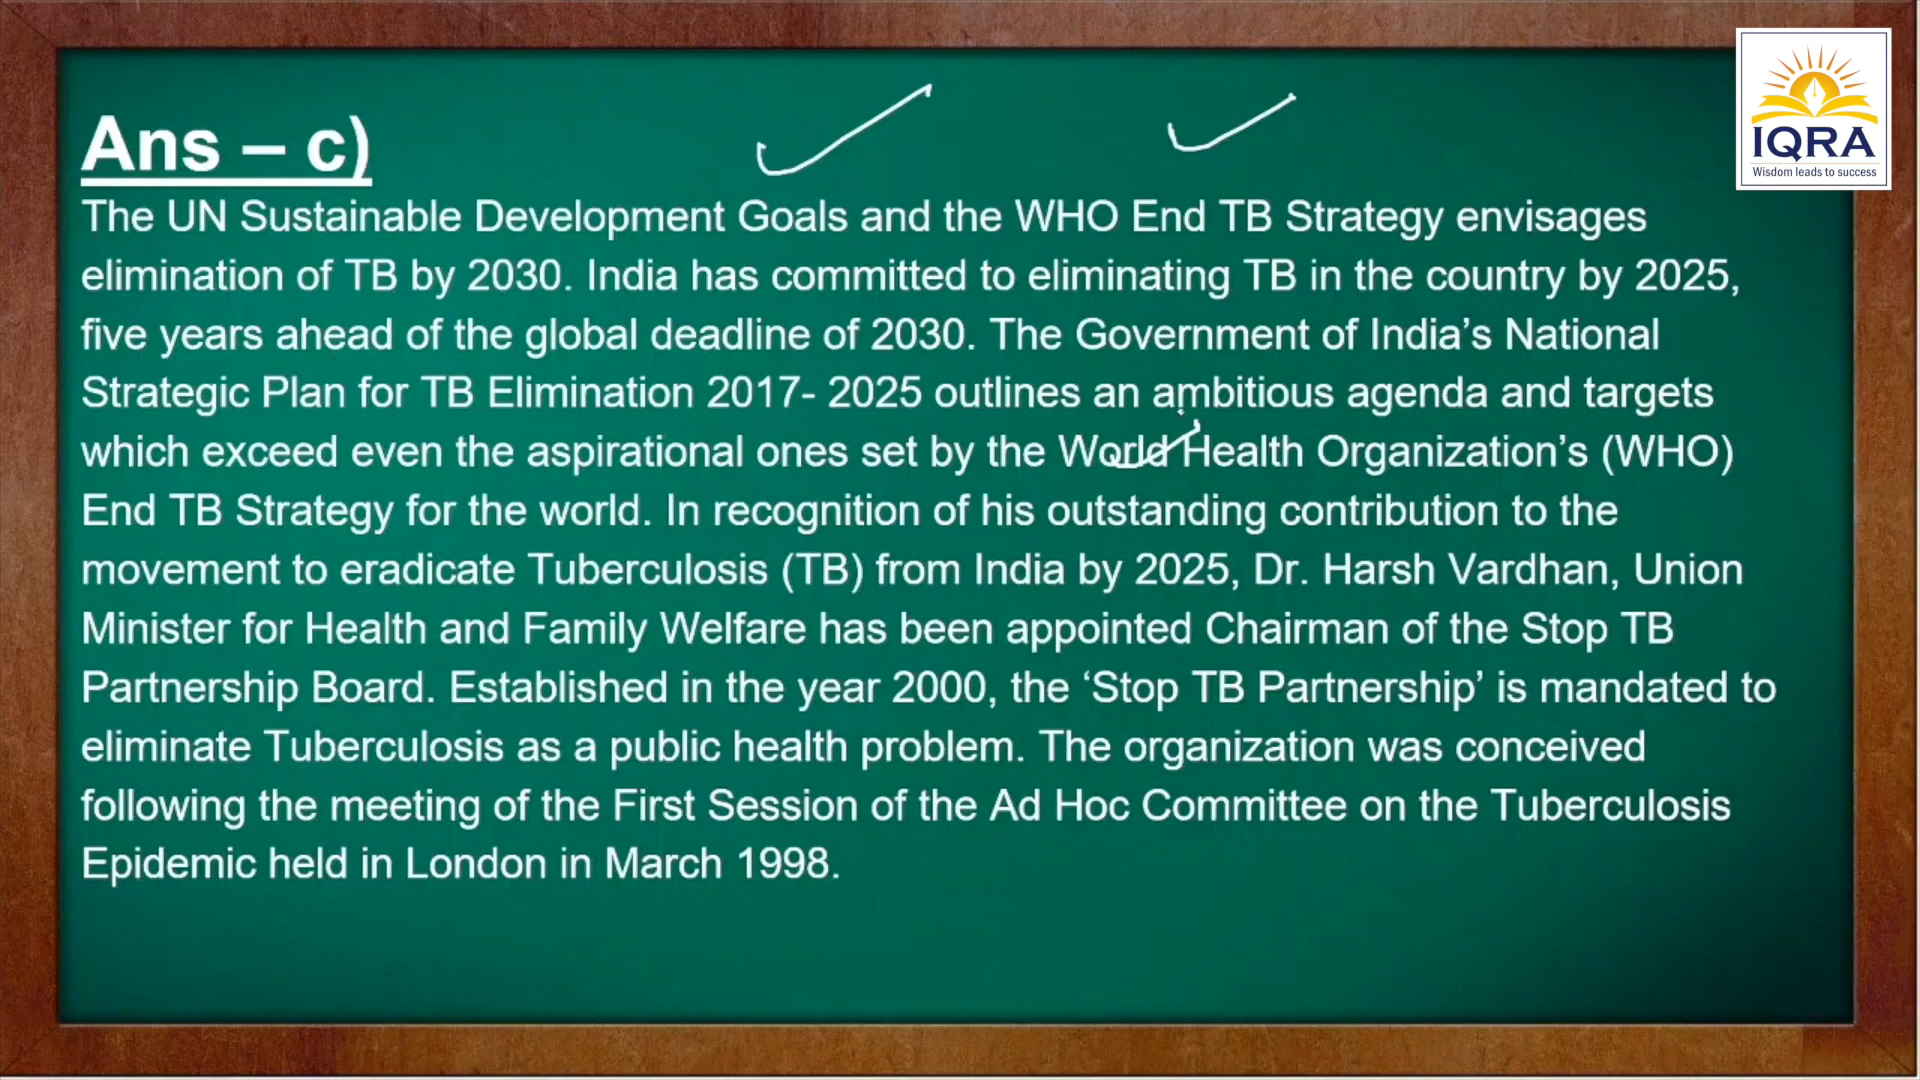 IQRA
Wisdom leads to success
Ans – c)
The UN Sustainable Development Goals and the WHO End TB Strategy envisages
elimination of TB by 2030. India has committed to eliminating TB in the country by 2025,
five years ahead of the global deadline of 2030. The Government of India’s National
Strategic Plan for TB Elimination 2017- 2025 outlines an ambitious agenda and targets
which exceed even the aspirational ones set by the World Health Organization’s (WHO)
End TB Strategy for the world. In recognition of his outstanding contribution to the
movement to eradicate Tuberculosis (TB) from India by 2025, Dr. Harsh Vardhan, Union
Minister for Health and Family Welfare has been appointed Chairman of the Stop TB
Partnership Board. Established in the year 2000, the ‘Stop TB Partnership’ is mandated to
eliminate Tuberculosis as a public health problem. The organization was conceived
following the meeting of the First Session of the Ad Hoc Committee on the Tuberculosis
Epidemic held in London in March 1998.